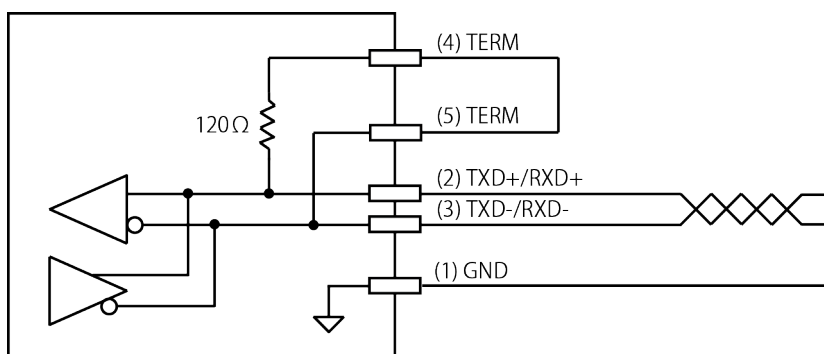 (4) TERM
120Ω
(5) TERM
(2) TXD+/RXD+
(3) TXD-/RXD-
(1) GND